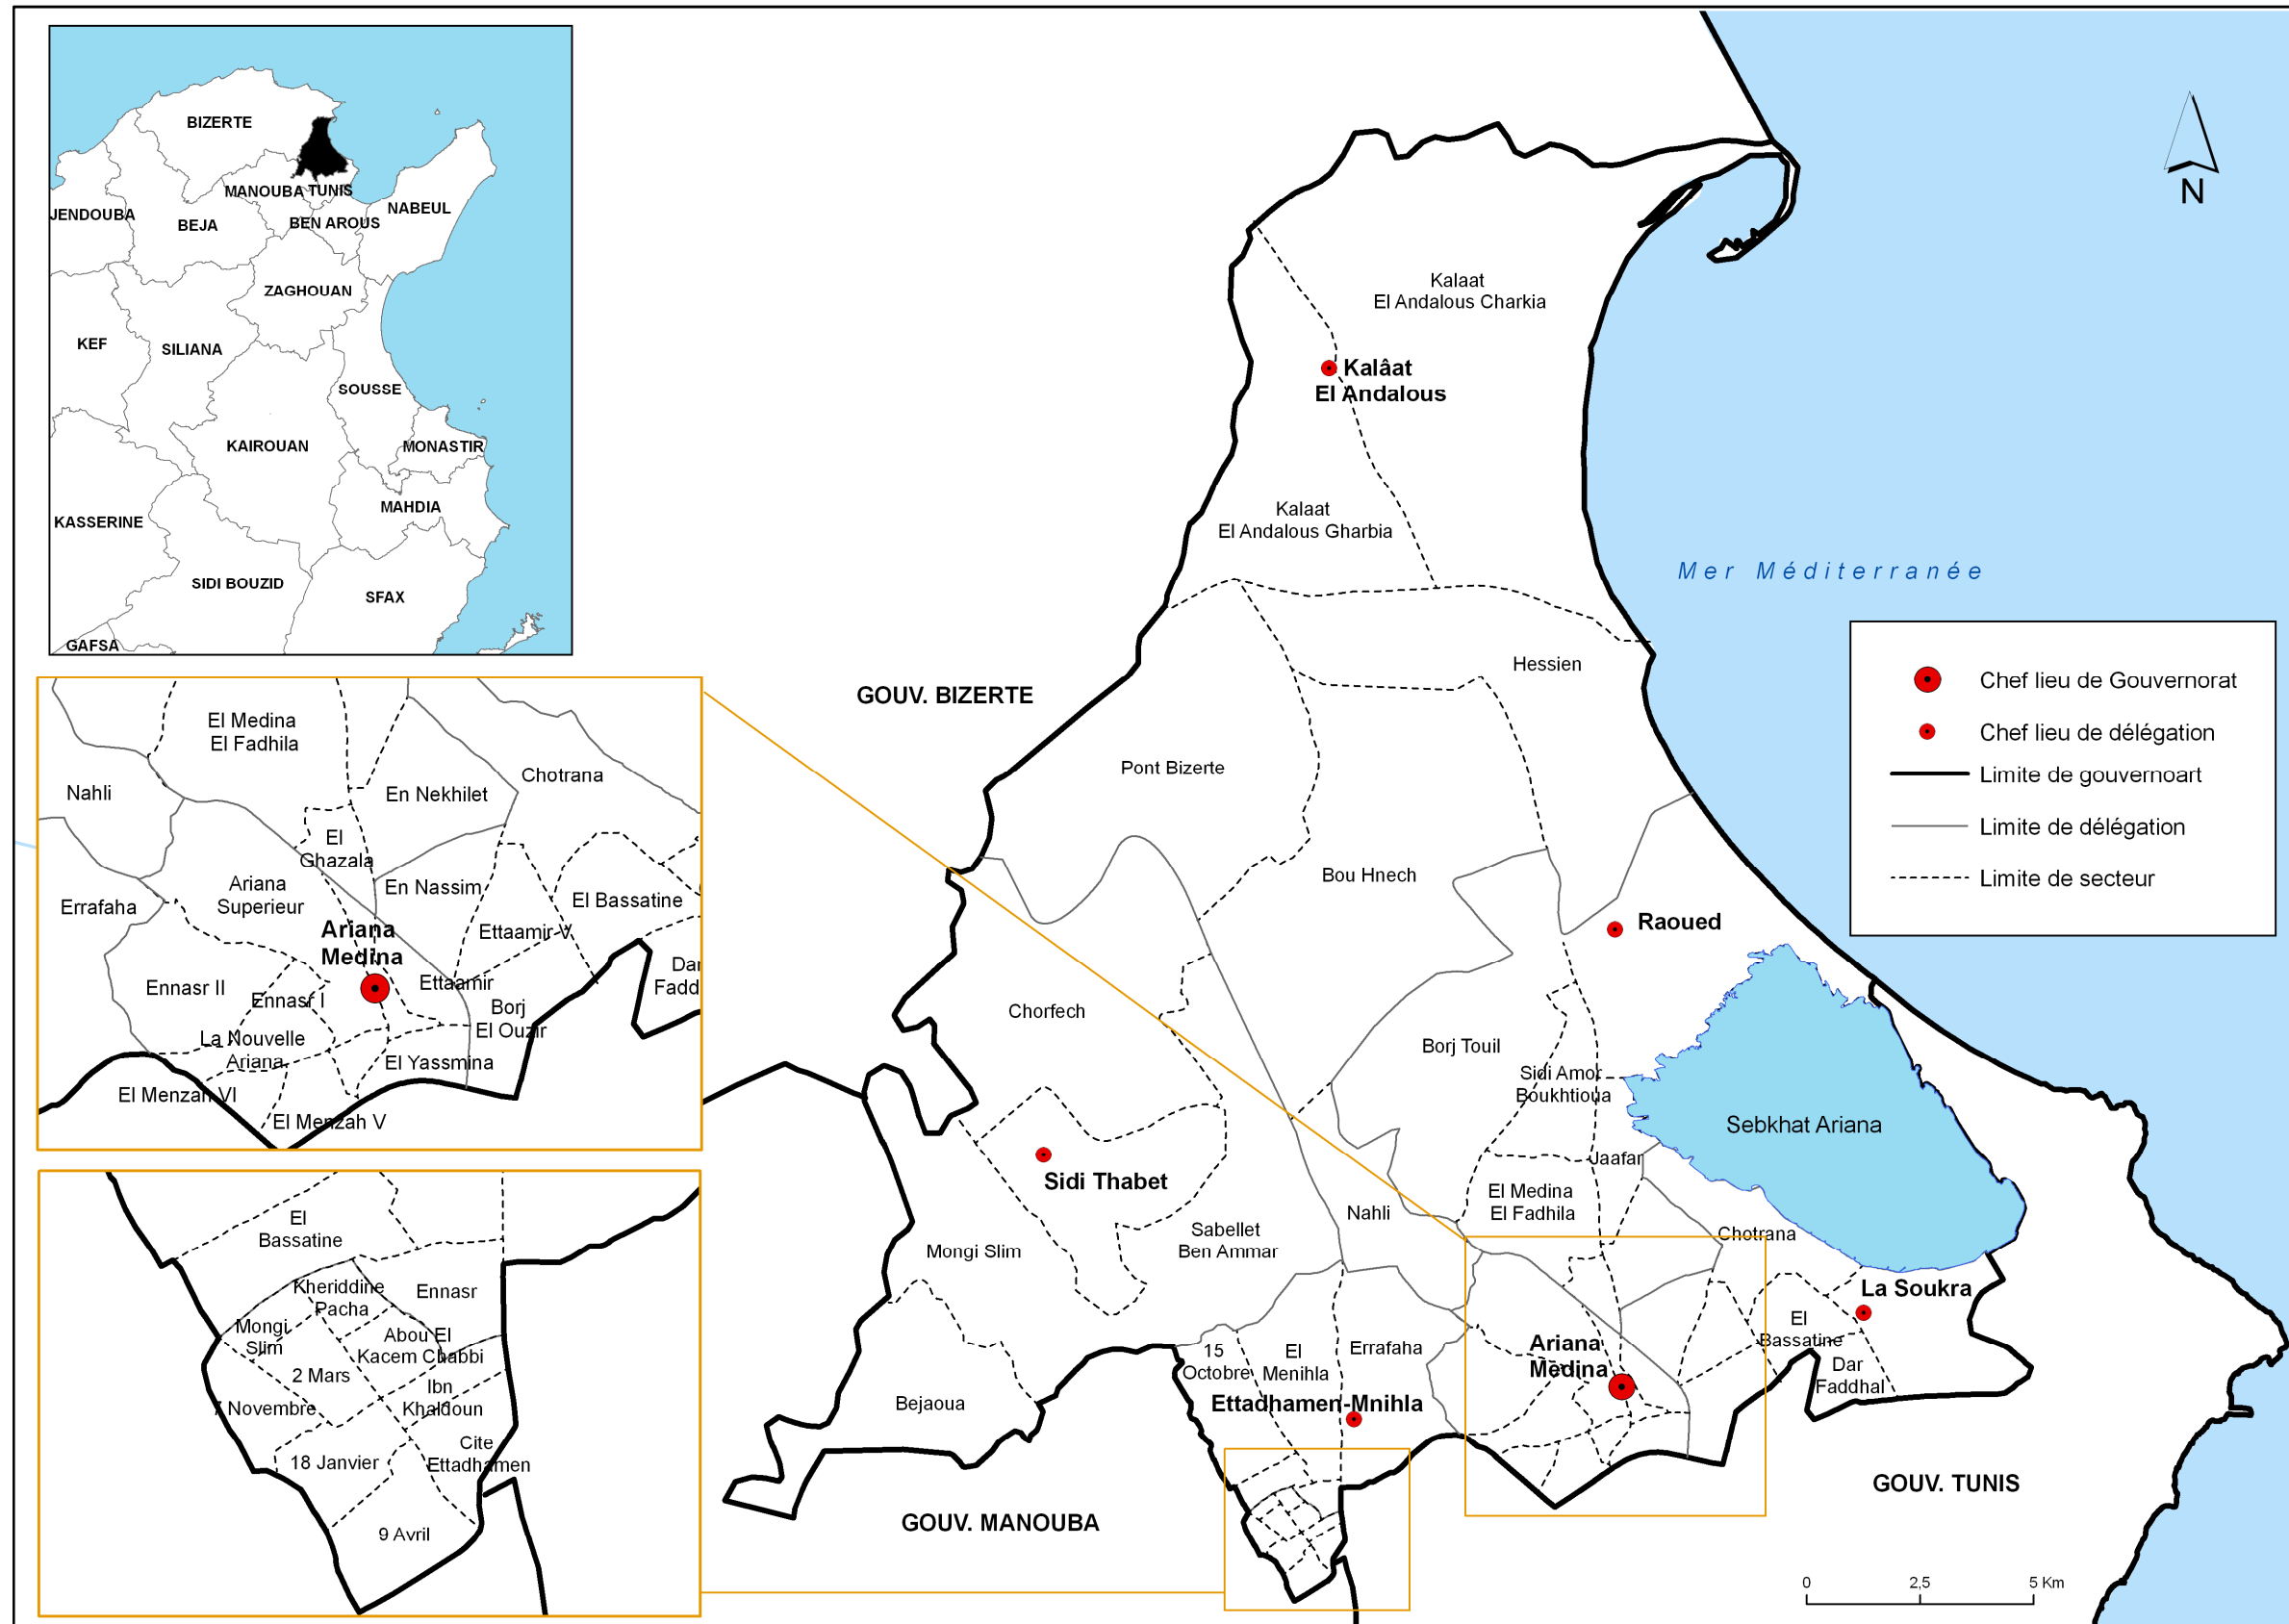 BIZERTE
MANOUBA
TUNIS
JENDOUBA
BEJA
BEN AROUS
NABEUL
ZAGHOUAN
KEF
SILIANA
SOUSSE
KAIROUAN
MONASTIR
MAHDIA
KASSERINE
SIDI BOUZID
SFAX
GAFSA
N
Kalaat
El Andalous Charkia
Kalâat
El Andalous
Kalaat
El Andalous Gharbia
Mer Méditerranée
Hessien
GOUV. BIZERTE
Pont Bizerte
Bou Hnech
Raoued
Chorfech
Borj Touil
Sidi Amor
Boukhtioua
Sebkhat Ariana
Jaafar
Sidi Thabet
El Medina
El Fadhila
Nahli
Sabellet
Ben Ammar
Mongi Slim
Chotrana
La Soukra
El
Bassatine
Dar
Faddhal
15
Octobre
El
Menihla
Errafaha
Ariana
Medina
Ettadhamen-Mnihla
Bejaoua
GOUV. MANOUBA
GOUV. TUNIS
Chef lieu de Gouvernorat
Chef lieu de délégation
Limite de gouvernoart
Limite de délégation
Limite de secteur
0 2,5 5 Km
El Medina
El Fadhila
Nahli
En Nekhilet
Chotrana
El
Ghazala
Ariana
Superieur
En Nassim
El Bassatine
Errafaha
Ariana
Medina
Ettaamir V
Dar
Fadd
Ennasr II
Ennasr I
Ettaamir
Borj
El Ouzir
La Nouvelle
Ariana
El Yassmina
El Menzah VI
El Menzah V
El
Bassatine
Kheriddine
Pacha
Ennasr
Mongi
Slim
Abou El
Kacem Chabbi
2 Mars
Ibn
Khaldoun
7 Novembre
18 Janvier
Cite
Ettadhamen
9 Avril